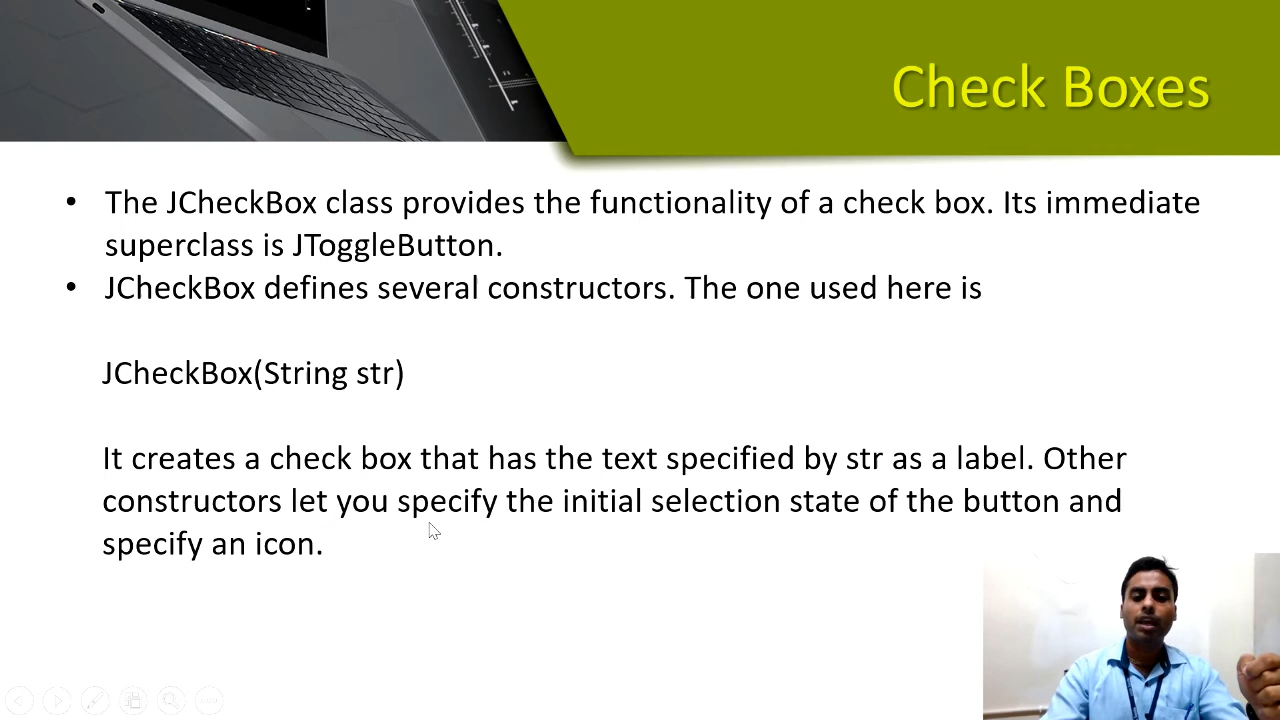 Check Boxes
• The JCheckBox class provides the functionality of a check box. Its immediate
superclass is JToggleButton.
• JCheckBox defines several constructors. The one used here is
JCheckBox(String str)
It creates a check box that has the text specified by str as a label. Other
constructors let you specify the initial selection state of the button and
specify an icon.